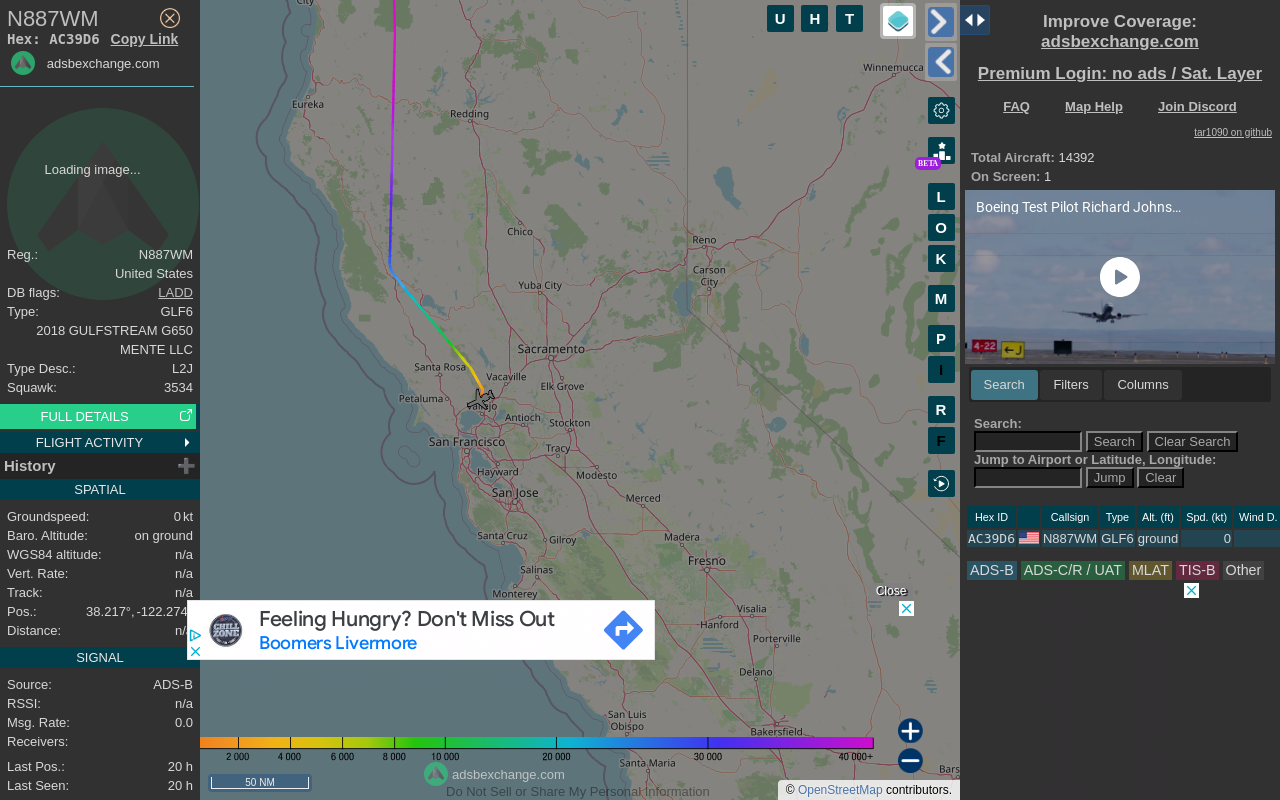 N887WM
Hex: AC39D6 Copy Link
adsbexchange.com
Loading image...
Reg.: N887WM
United States
DB flags: LADD
Type: GLF6
2018 GULFSTREAM G650
MENTE LLC
Type Desc.: L2J
Squawk: 3534
FULL DETAILS
FLIGHT ACTIVITY
History
SPATIAL
Groundspeed: 0 kt
Baro. Altitude: on ground
WGS84 altitude: n/a
Vert. Rate: n/a
Track: n/a
Pos.: 38.217°, -122.274
Distance: n/
SIGNAL
Source: ADS-B
RSSI: n/a
Msg. Rate: 0.0
Receivers:
Last Pos.: 20 h
Last Seen: 20 h
City
Winnemucca
Eureka
Redding
Chico
Reno
Carson
City
Yuba City
Sacramento
Santa Rosa
Vacaville
Elk Grove
Petaluma
Vallejo
Antioch
Stockton
San Francisco
Tracy
Hayward
Modesto
San Jose
Merced
Santa Cruz
Gilroy
Madera
Fresno
Salinas
Monterey
Visalia
Hanford
Porterville
Delano
San Luis
Obispo
Bakersfield
Santa Maria
Bars
U H T
BETA
L
O
K
M
P
I
R
F
Close
Feeling Hungry? Don't Miss Out
Boomers Livermore
CHILL
ZONE
2 000 4 000 6 000 8 000 10 000 20 000 30 000 40 000+
50 NM
adsbexchange.com
Do Not Sell or Share My Personal Information
© OpenStreetMap contributors.
Improve Coverage:
adsbexchange.com
Premium Login: no ads / Sat. Layer
FAQ Map Help Join Discord
tar1090 on github
Total Aircraft: 14392
On Screen: 1
Boeing Test Pilot Richard Johns…
4-22
J
Search Filters Columns
Search:
Search Clear Search
Jump to Airport or Latitude, Longitude:
Jump Clear
Hex ID Callsign Type Alt. (ft) Spd. (kt) Wind D.
AC39D6 N887WM GLF6 ground 0
ADS-B ADS-C/R / UAT MLAT TIS-B Other